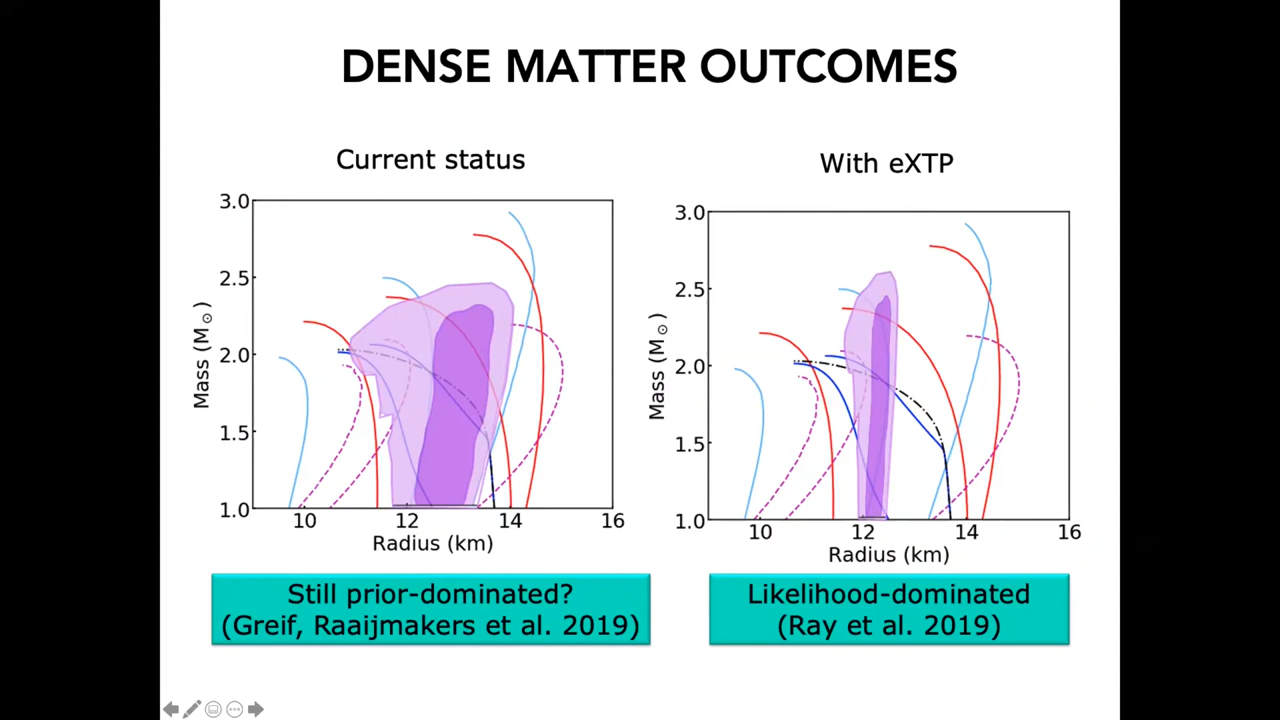 DENSE MATTER OUTCOMES
Current status
With eXTP
3.0
2.5
2.0
1.5
1.0
Mass (M⊙)
10
12
14
16
Radius (km)
3.0
2.5
2.0
1.5
1.0
Mass (M⊙)
10
12
14
16
Radius (km)
Still prior-dominated?
(Greif, Raaijmakers et al. 2019)
Likelihood-dominated
(Ray et al. 2019)